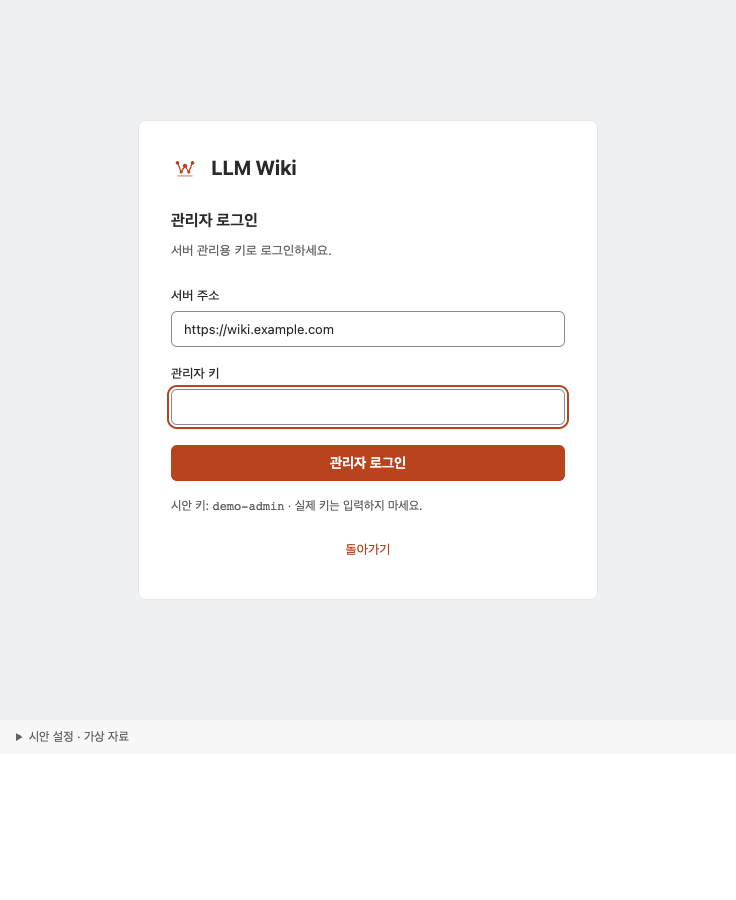 LLM Wiki
관리자 로그인
서버 관리용 키로 로그인하세요.
서버 주소
https://wiki.example.com
관리자 키
관리자 로그인
시안 키: demo-admin · 실제 키는 입력하지 마세요.
돌아가기
▶ 시안 설정 · 가상 자료